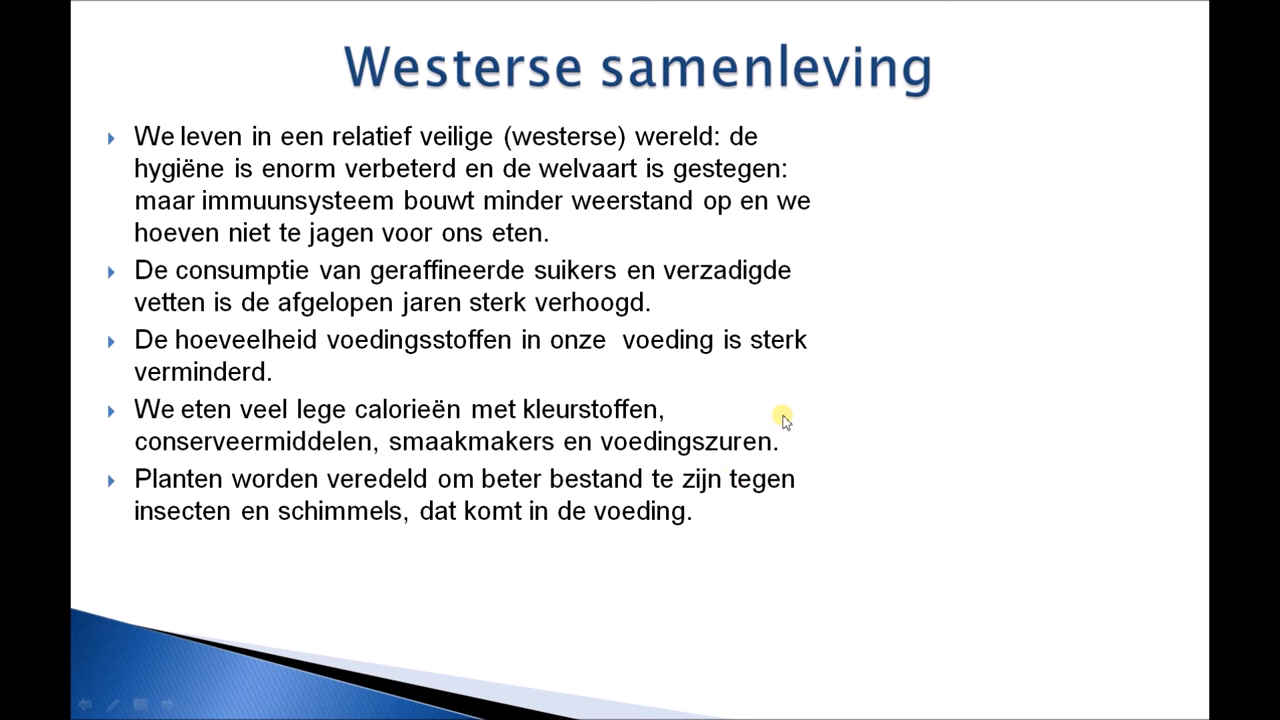 Westerse samenleving
We leven in een relatief veilige (westerse) wereld: de
hygiëne is enorm verbeterd en de welvaart is gestegen:
maar immuunsysteem bouwt minder weerstand op en we
hoeven niet te jagen voor ons eten.
De consumptie van geraffineerde suikers en verzadigde
vetten is de afgelopen jaren sterk verhoogd.
De hoeveelheid voedingsstoffen in onze  voeding is sterk
verminderd.
We eten veel lege calorieën met kleurstoffen,
conserveermiddelen, smaakmakers en voedingszuren.
Planten worden veredeld om beter bestand te zijn tegen
insecten en schimmels, dat komt in de voeding.